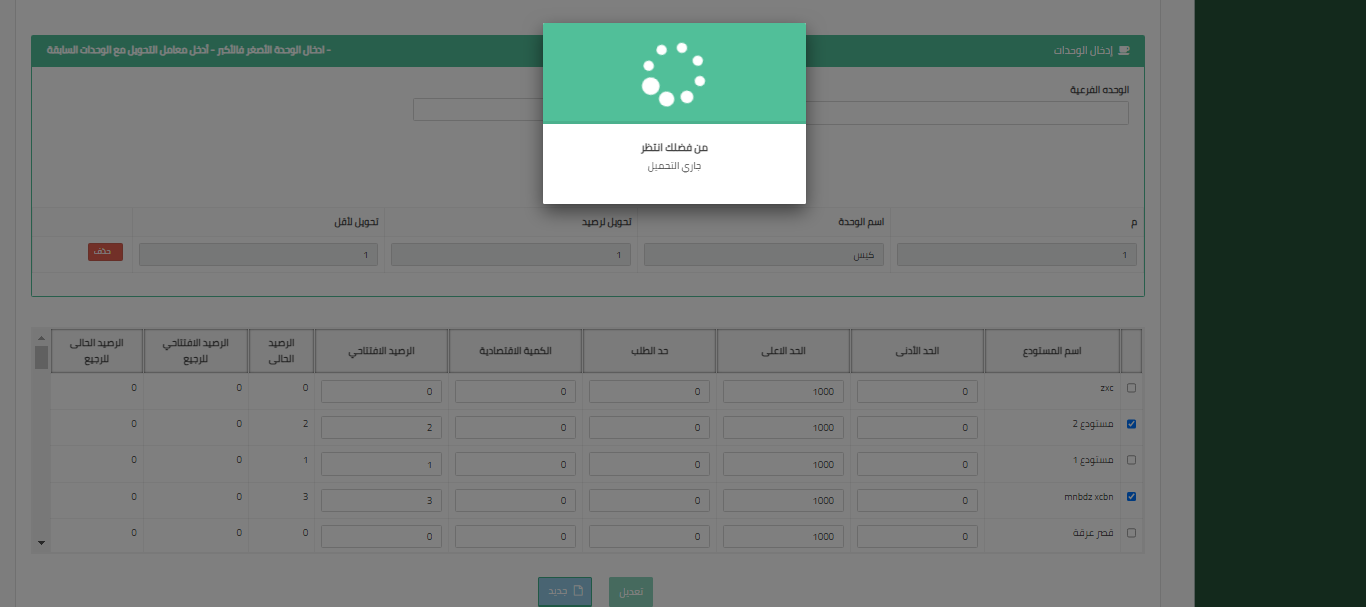 إدخال الوحدات
- ادخال الوحدة الأصغر فالأكبر - أدخل معامل التحويل مع الوحدات السابقة
الوحده الفرعية
من فضلك انتظر
جاري التحميل
م اسم الوحدة تحويل لرصيد تحويل لأقل
1 كيس 1 1 حذف
اسم المستودع الحد الأدنى الحد الاعلى حد الطلب الكمية الاقتصادية الرصيد الافتتاحي الرصيد الحالى الرصيد الافتتاحي للرجيع الرصيد الحالى للرجيع
zxc 0 1000 0 0 0 0 0 0
مستودع 2 0 1000 0 0 2 2 0 0
مستودع 1 0 1000 0 0 1 1 0 0
mnbdz xcbn 0 1000 0 0 3 3 0 0
قصر عرقة 0 1000 0 0 0 0 0 0
تعديل جديد